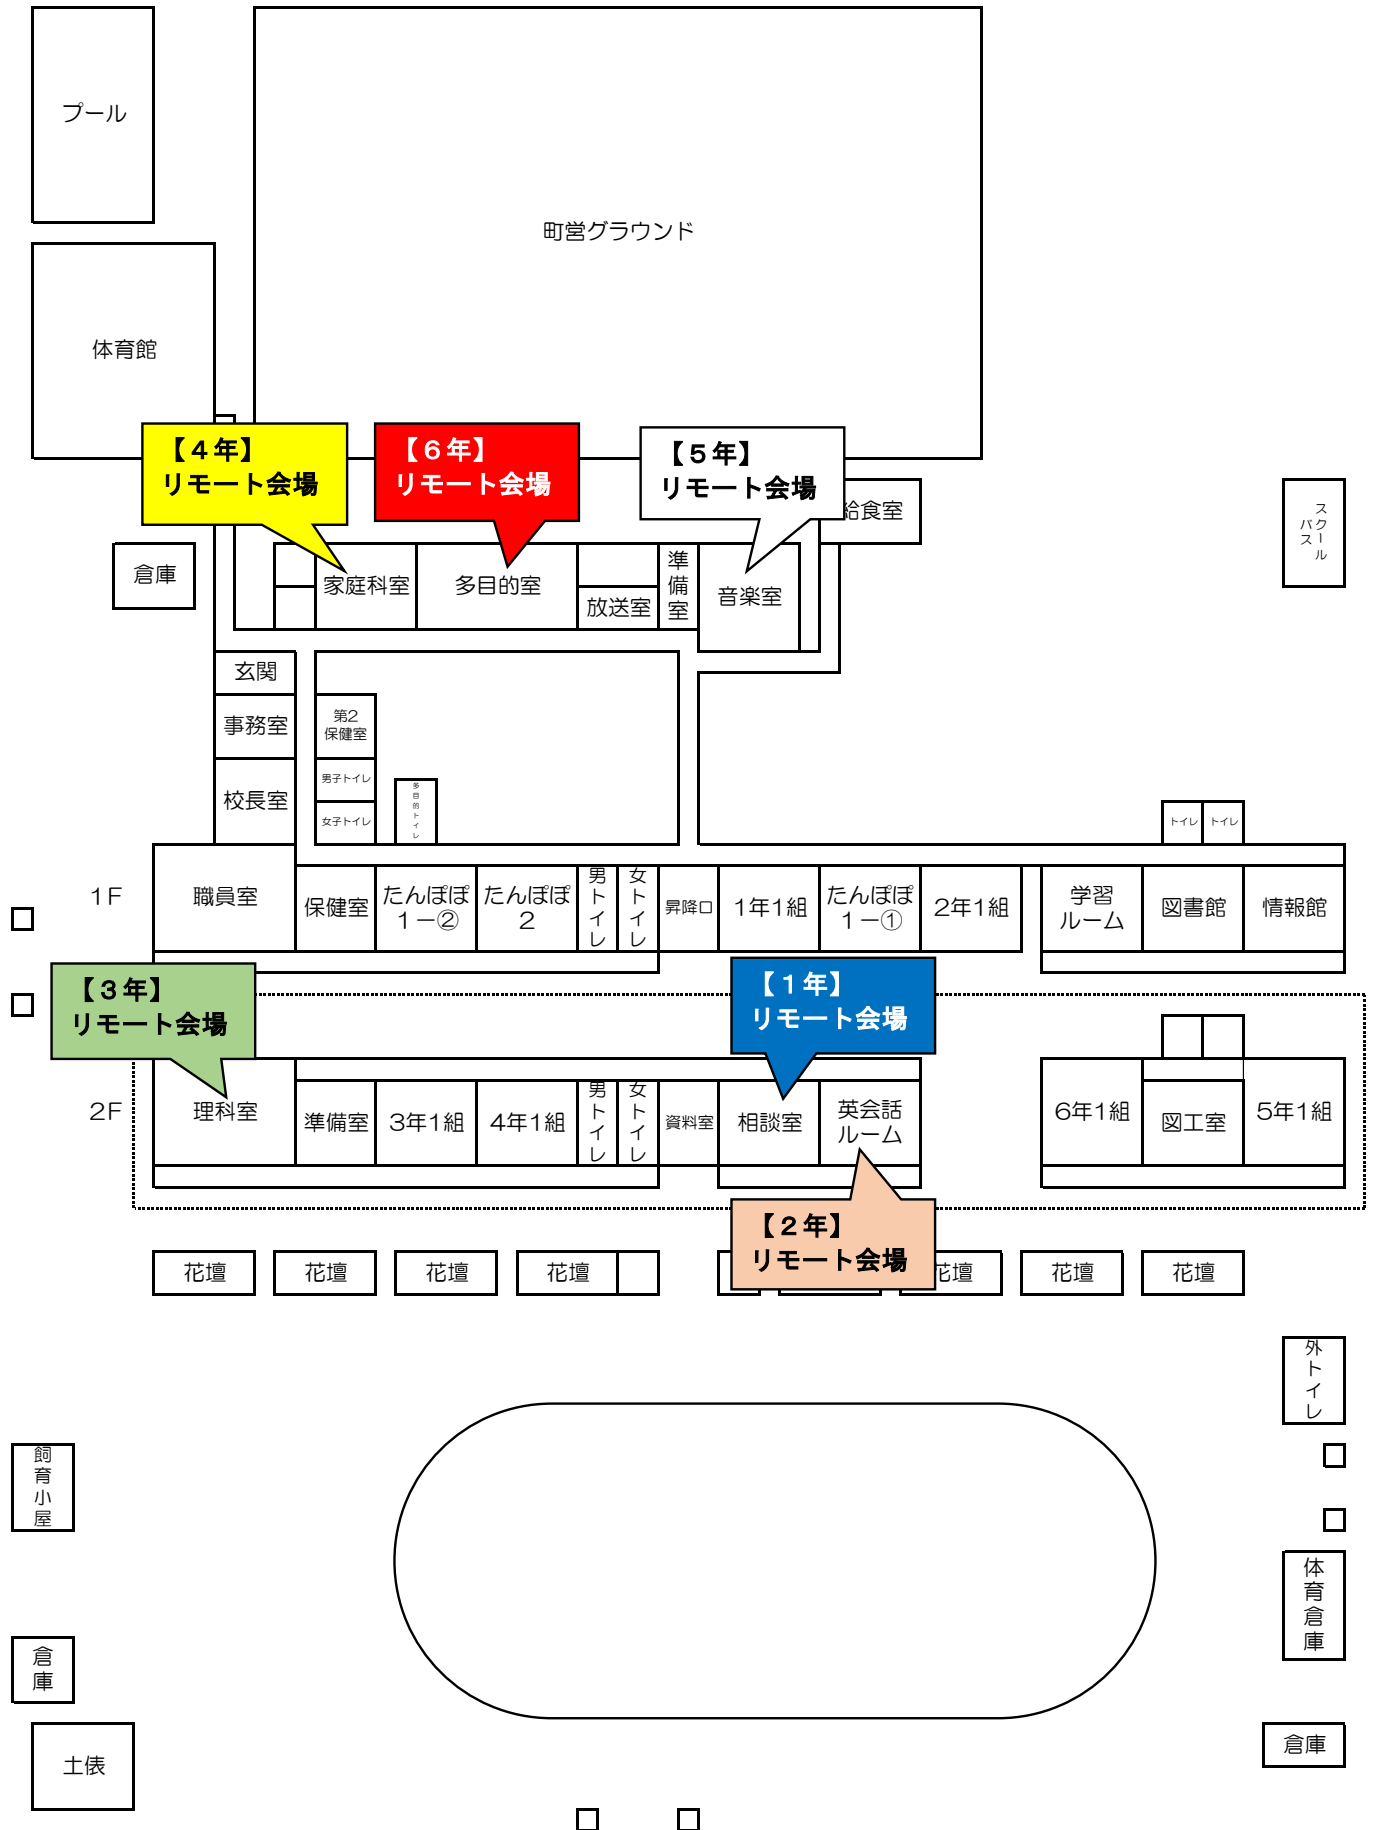 プール
町営グラウンド
体育館
【４年】
リモート会場
【６年】
リモート会場
【５年】
リモート会場
給食室
スクール
バス
倉庫
家庭科室
多目的室
放送室
準備室
音楽室
玄関
事務室
第2
保健室
男子トイレ
校長室
女子トイレ
多目的トイレ
トイレ
トイレ
1F
職員室
保健室
たんぽぽ
1－②
たんぽぽ
2
男トイレ
女トイレ
昇降口
1年1組
たんぽぽ
1－①
2年1組
学習
ルーム
図書館
情報館
【３年】
リモート会場
【１年】
リモート会場
2F
理科室
準備室
3年1組
4年1組
男トイレ
女トイレ
資料室
相談室
英会話
ルーム
6年1組
図工室
5年1組
【２年】
リモート会場
花壇
花壇
花壇
花壇
花壇
花壇
花壇
外トイレ
飼育小屋
体育倉庫
倉庫
土俵
倉庫